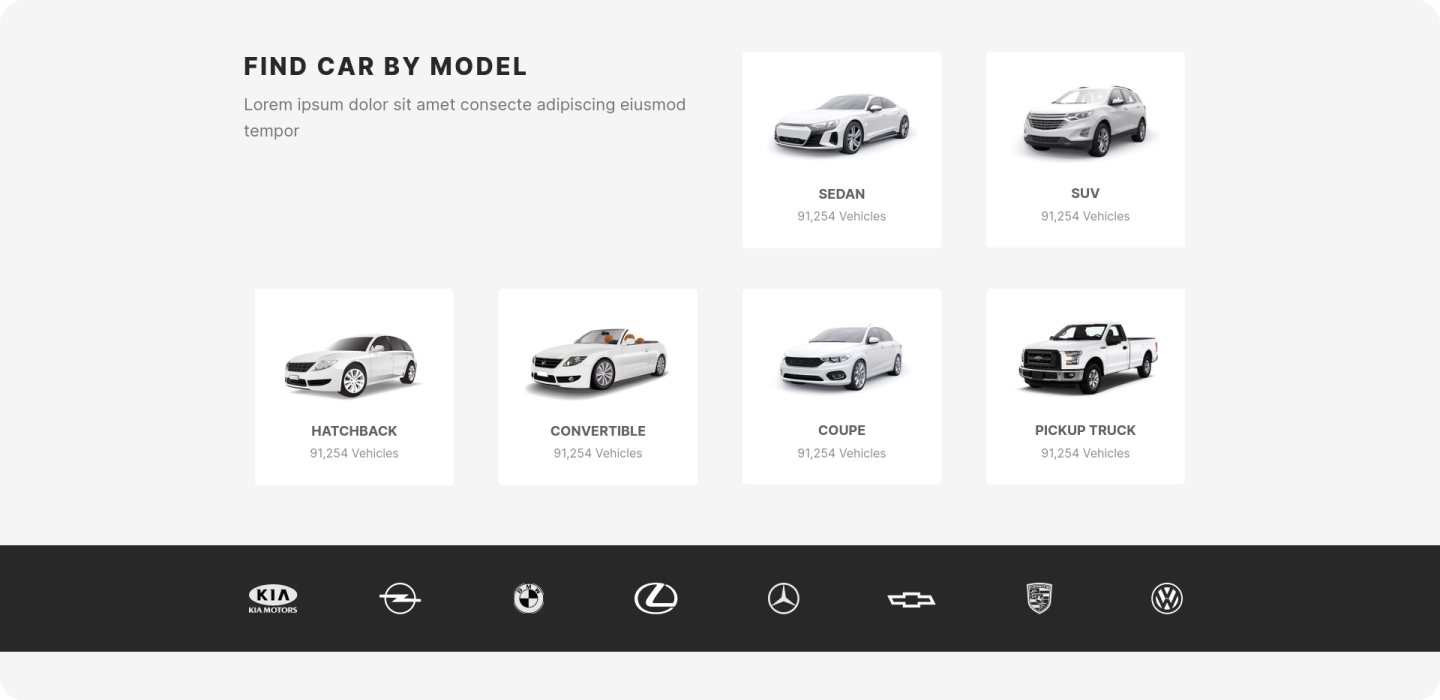 FIND CAR BY MODEL
Lorem ipsum dolor sit amet consecte adipiscing eiusmod
tempor
SEDAN
91,254 Vehicles
SUV
91,254 Vehicles
HATCHBACK
91,254 Vehicles
CONVERTIBLE
91,254 Vehicles
COUPE
91,254 Vehicles
PICKUP TRUCK
91,254 Vehicles
KIA
KIA MOTORS
BMW